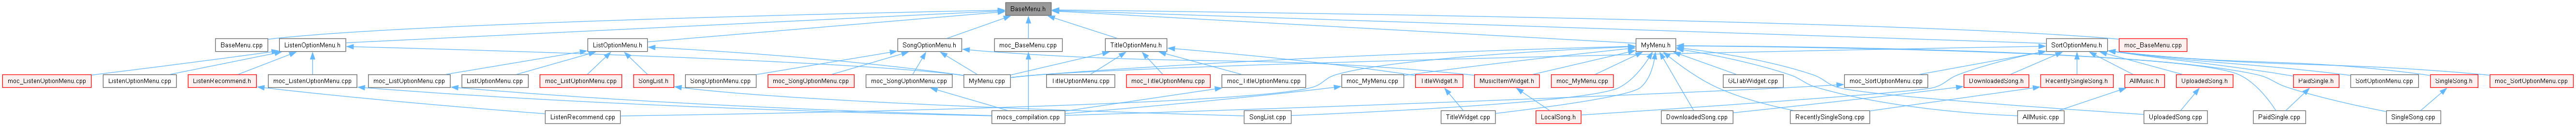 BaseMenu.h
BaseMenu.cpp
ListenOptionMenu.h
ListOptionMenu.h
SongOptionMenu.h
moc_BaseMenu.cpp
TitleOptionMenu.h
MyMenu.h
SortOptionMenu.h
moc_BaseMenu.cpp
moc_ListenOptionMenu.cpp
ListenOptionMenu.cpp
ListenRecommend.h
moc_ListenOptionMenu.cpp
moc_ListOptionMenu.cpp
ListOptionMenu.cpp
moc_ListOptionMenu.cpp
SongList.h
SongOptionMenu.cpp
moc_SongOptionMenu.cpp
moc_SongOptionMenu.cpp
MyMenu.cpp
TitleOptionMenu.cpp
moc_TitleOptionMenu.cpp
moc_TitleOptionMenu.cpp
moc_MyMenu.cpp
TitleWidget.h
MusicItemWidget.h
moc_MyMenu.cpp
QLTabWidget.cpp
moc_SortOptionMenu.cpp
DownloadedSong.h
RecentlySingleSong.h
AllMusic.h
UploadedSong.h
PaidSingle.h
SortOptionMenu.cpp
SingleSong.h
moc_SortOptionMenu.cpp
ListenRecommend.cpp
mocs_compilation.cpp
SongList.cpp
TitleWidget.cpp
LocalSong.h
DownloadedSong.cpp
RecentlySingleSong.cpp
AllMusic.cpp
UploadedSong.cpp
PaidSingle.cpp
SingleSong.cpp